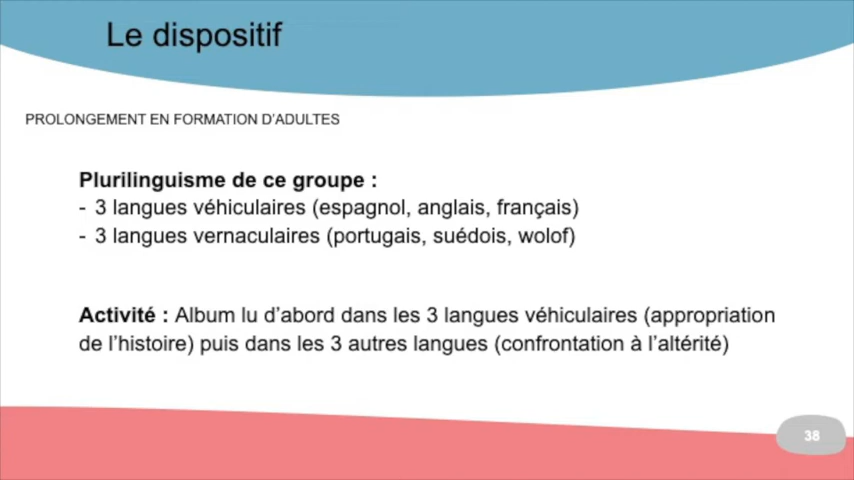 Le dispositif
PROLONGEMENT EN FORMATION D’ADULTES
Plurilinguisme de ce groupe :
- 3 langues véhiculaires (espagnol, anglais, français)
- 3 langues vernaculaires (portugais, suédois, wolof)
Activité : Album lu d’abord dans les 3 langues véhiculaires (appropriation
de l’histoire) puis dans les 3 autres langues (confrontation à l’altérité)
38